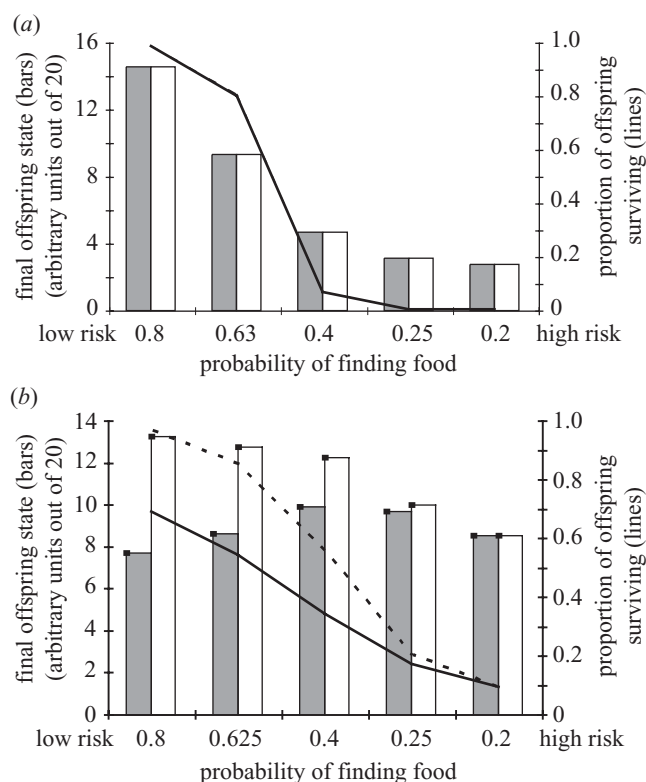 (a)
final offspring state (bars)
(arbitrary units out of 20)
16
12
8
4
0
1.0
0.8
0.6
0.4
0.2
0
proportion of offspring
surviving (lines)
low risk 0.8 0.63 0.4 0.25 0.2 high risk
probability of finding food
(b)
final offspring state (bars)
(arbitrary units out of 20)
14
12
10
8
6
4
2
0
1.0
0.8
0.6
0.4
0.2
0
proportion of offspring
surviving (lines)
low risk 0.8 0.625 0.4 0.25 0.2 high risk
probability of finding food